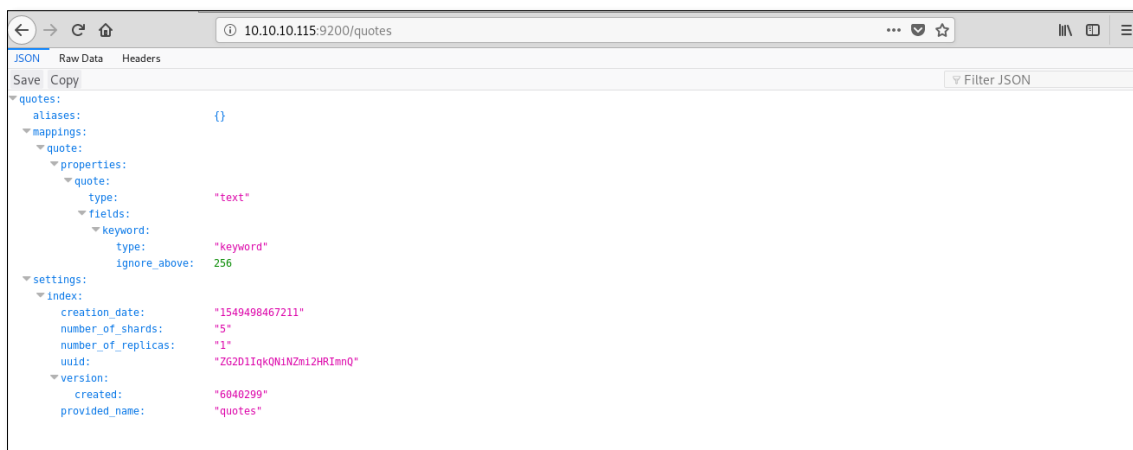 10.10.10.115:9200/quotes
JSON Raw Data Headers
Save Copy Filter JSON
quotes:
aliases: {}
mappings:
quote:
properties:
quote:
type: "text"
fields:
keyword:
type: "keyword"
ignore_above: 256
settings:
index:
creation_date: "1549498467211"
number_of_shards: "5"
number_of_replicas: "1"
uuid: "ZG2D1IqkQNiNZmi2HRImnQ"
version:
created: "6040299"
provided_name: "quotes"